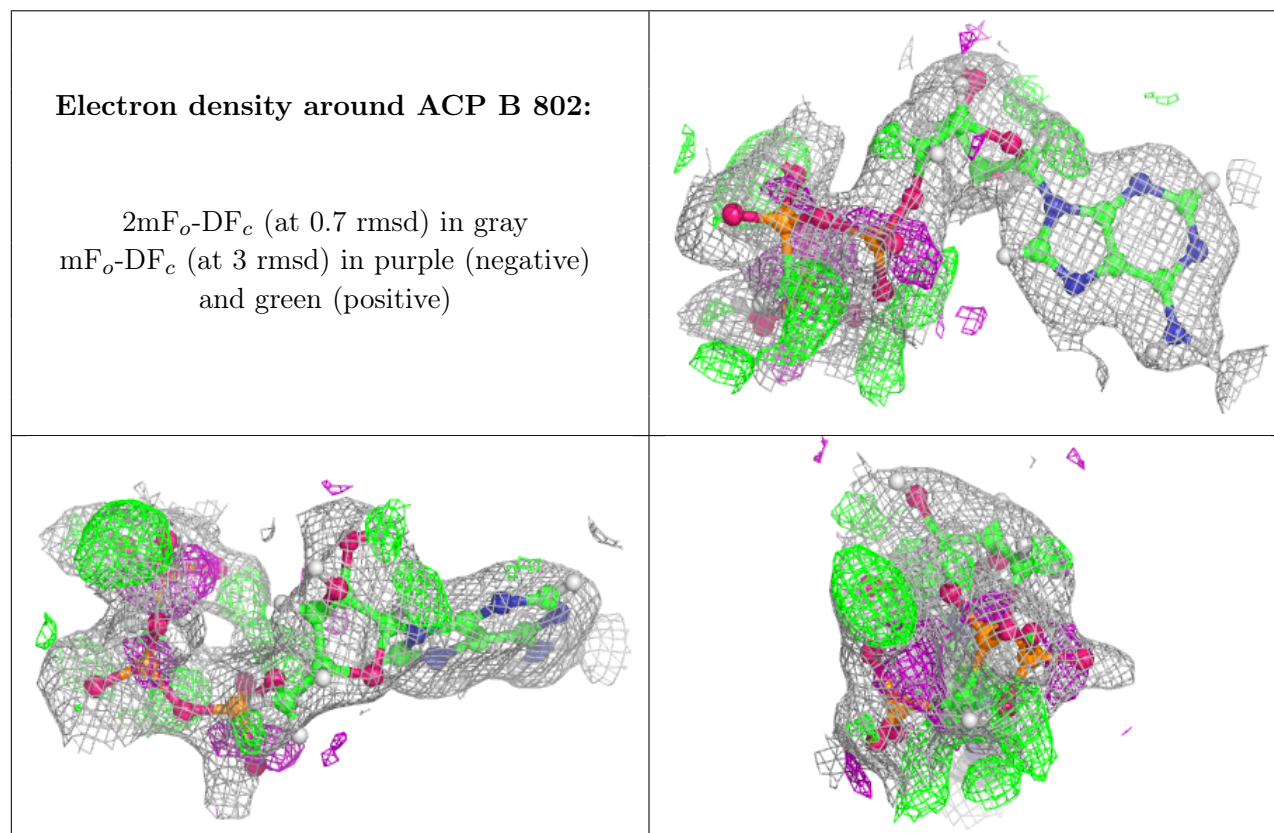 Electron density around ACP B 802:
2mFₒ-DF𝒸 (at 0.7 rmsd) in gray
mFₒ-DF𝒸 (at 3 rmsd) in purple (negative)
and green (positive)